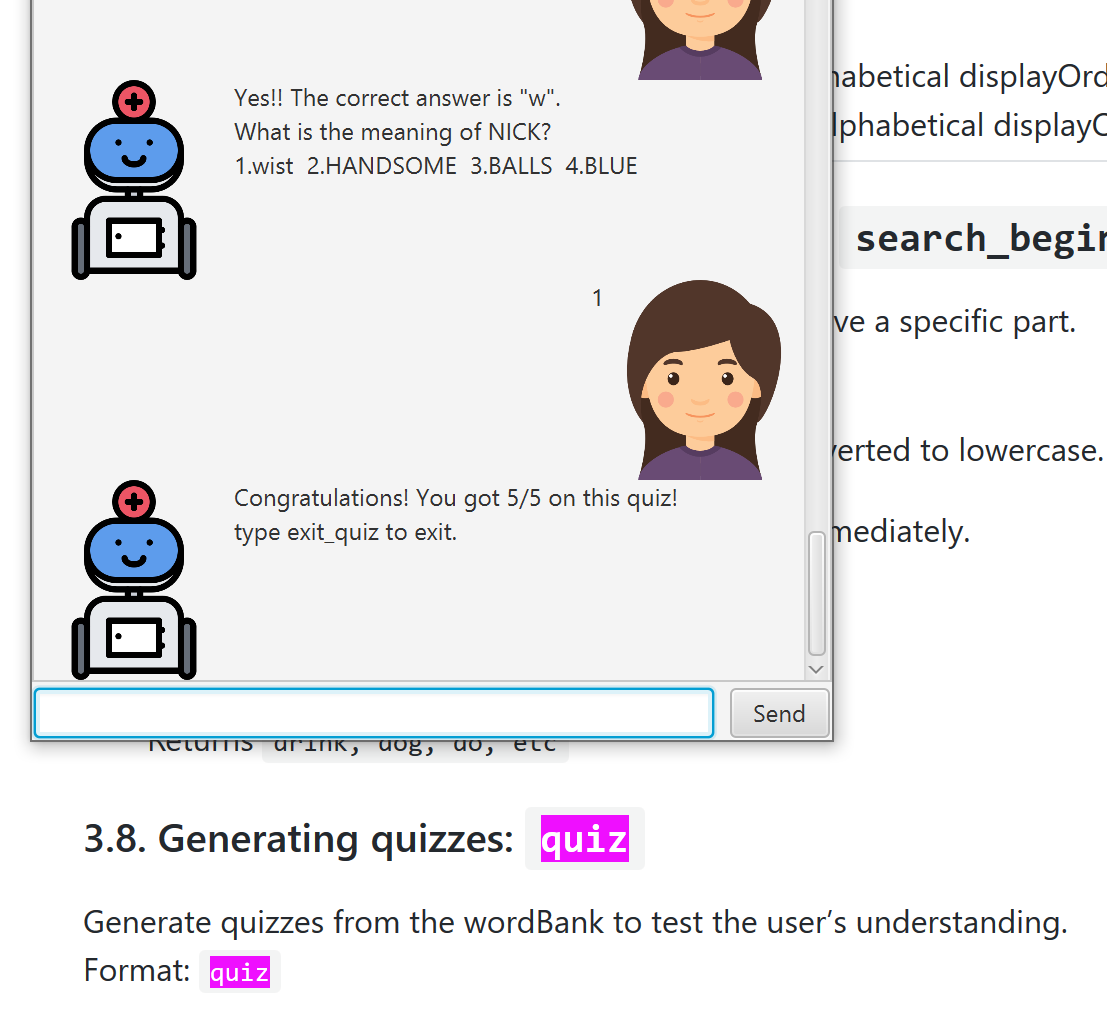 Yes!! The correct answer is "w".
What is the meaning of NICK?
1.wist 2.HANDSOME 3.BALLS 4.BLUE
1
Congratulations! You got 5/5 on this quiz!
type exit_quiz to exit.
Send
habetical displayOrd
lphabetical displayO
search_begin
ve a specific part.
verted to lowercase.
mediately.
Returns drink, dog, do, etc
3.8. Generating quizzes: quiz
Generate quizzes from the wordBank to test the user’s understanding.
Format: quiz